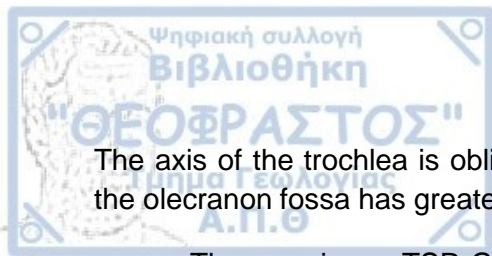 Ψηφιακή συλλογή
Βιβλιοθήκη
"ΘΕΟΦΡΑΣΤΟΣ"
The axis of the trochlea is obli
Τμήμα Γεωλογίας
the olecranon fossa has greate
Α.Π.Θ